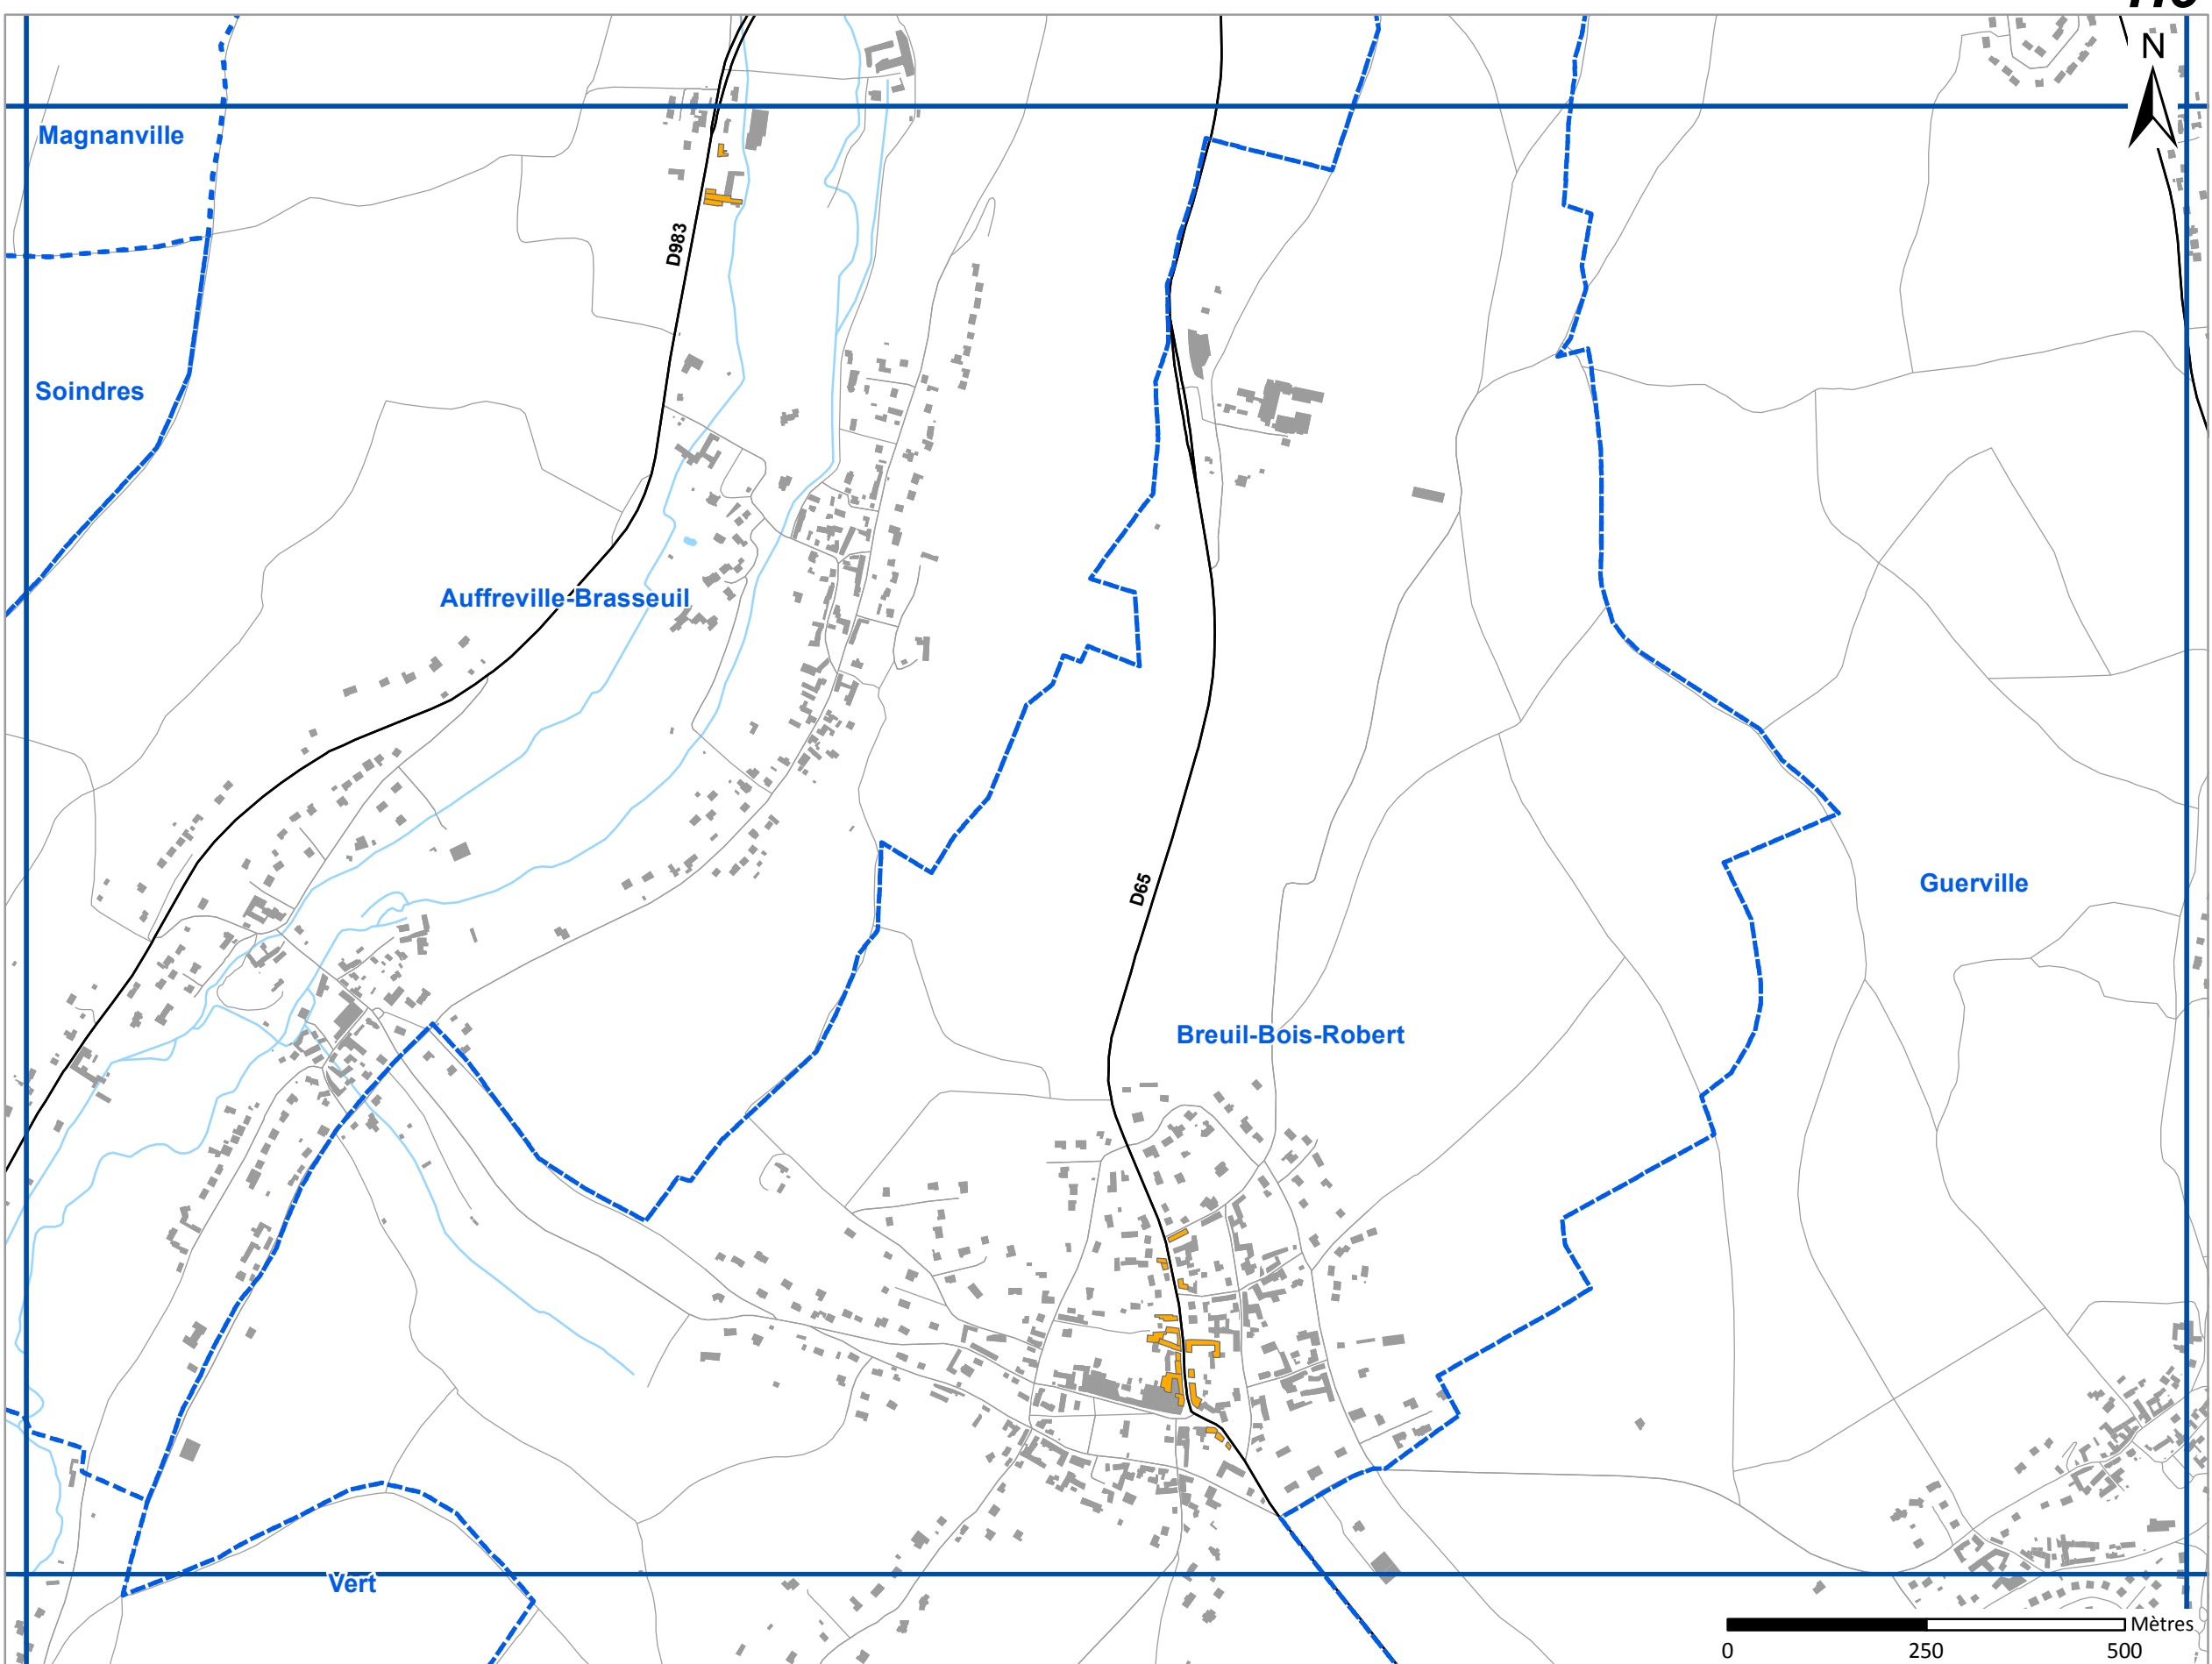 N
Magnanville
D983
Soindres
Auffreville-Brasseuil
D65
Guerville
Breuil-Bois-Robert
Vert
Mètres
0 250 500